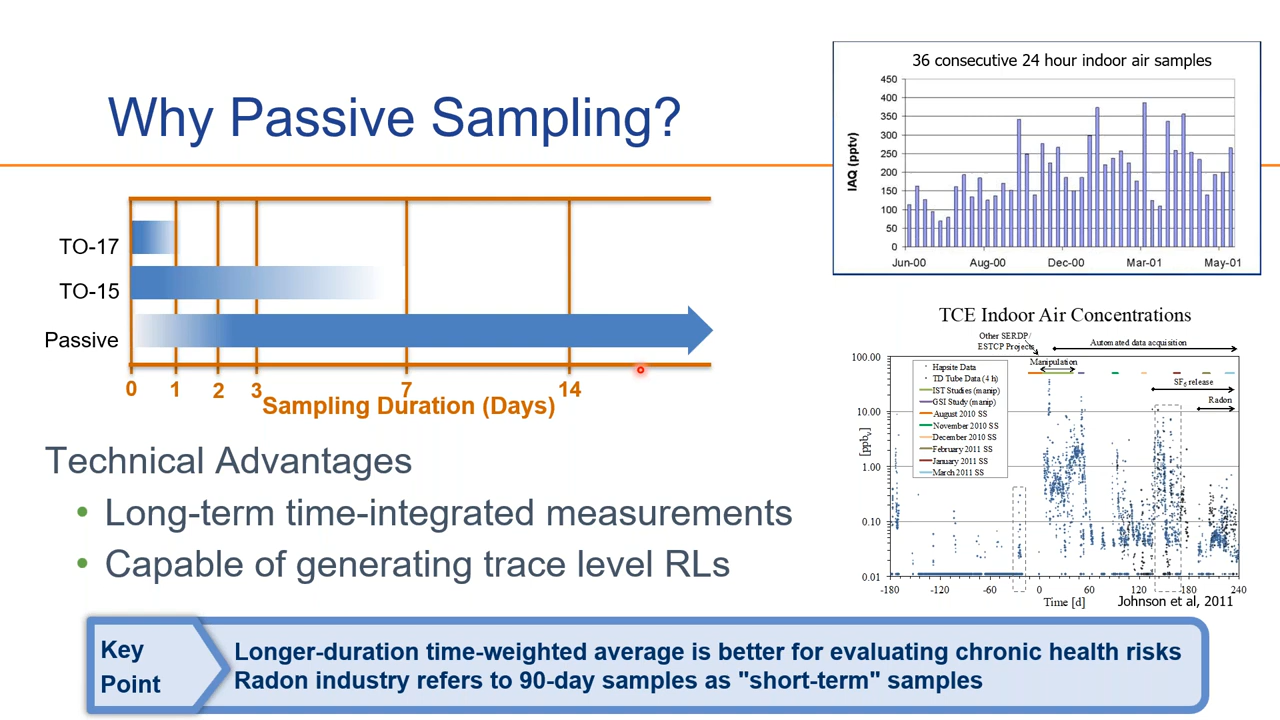 Why Passive Sampling?
TO-17
TO-15
Passive
0 1 2 3 7 14
Sampling Duration (Days)
Technical Advantages
• Long-term time-integrated measurements
• Capable of generating trace level RLs
36 consecutive 24 hour indoor air samples
IAQ (pptv)
450
400
350
300
250
200
150
100
50
0
Jun-00 Aug-00 Dec-00 Mar-01 May-01
TCE Indoor Air Concentrations
Other SERDP/
ESTCP Projects
Automated data acquisition
Manipulation
SF6 release
Radon
Hapsite Data
TD Tube Data (4 h)
IST Studies (manip)
GSI Study (manip)
August 2010 SS
November 2010 SS
December 2010 SS
February 2011 SS
January 2011 SS
March 2011 SS
[ppbv]
100.00
10.00
1.00
0.10
0.01
-180 -120 -60 0 60 120 180 240
Time [d]
Johnson et al, 2011
Key
Point
Longer-duration time-weighted average is better for evaluating chronic health risks
Radon industry refers to 90-day samples as "short-term" samples